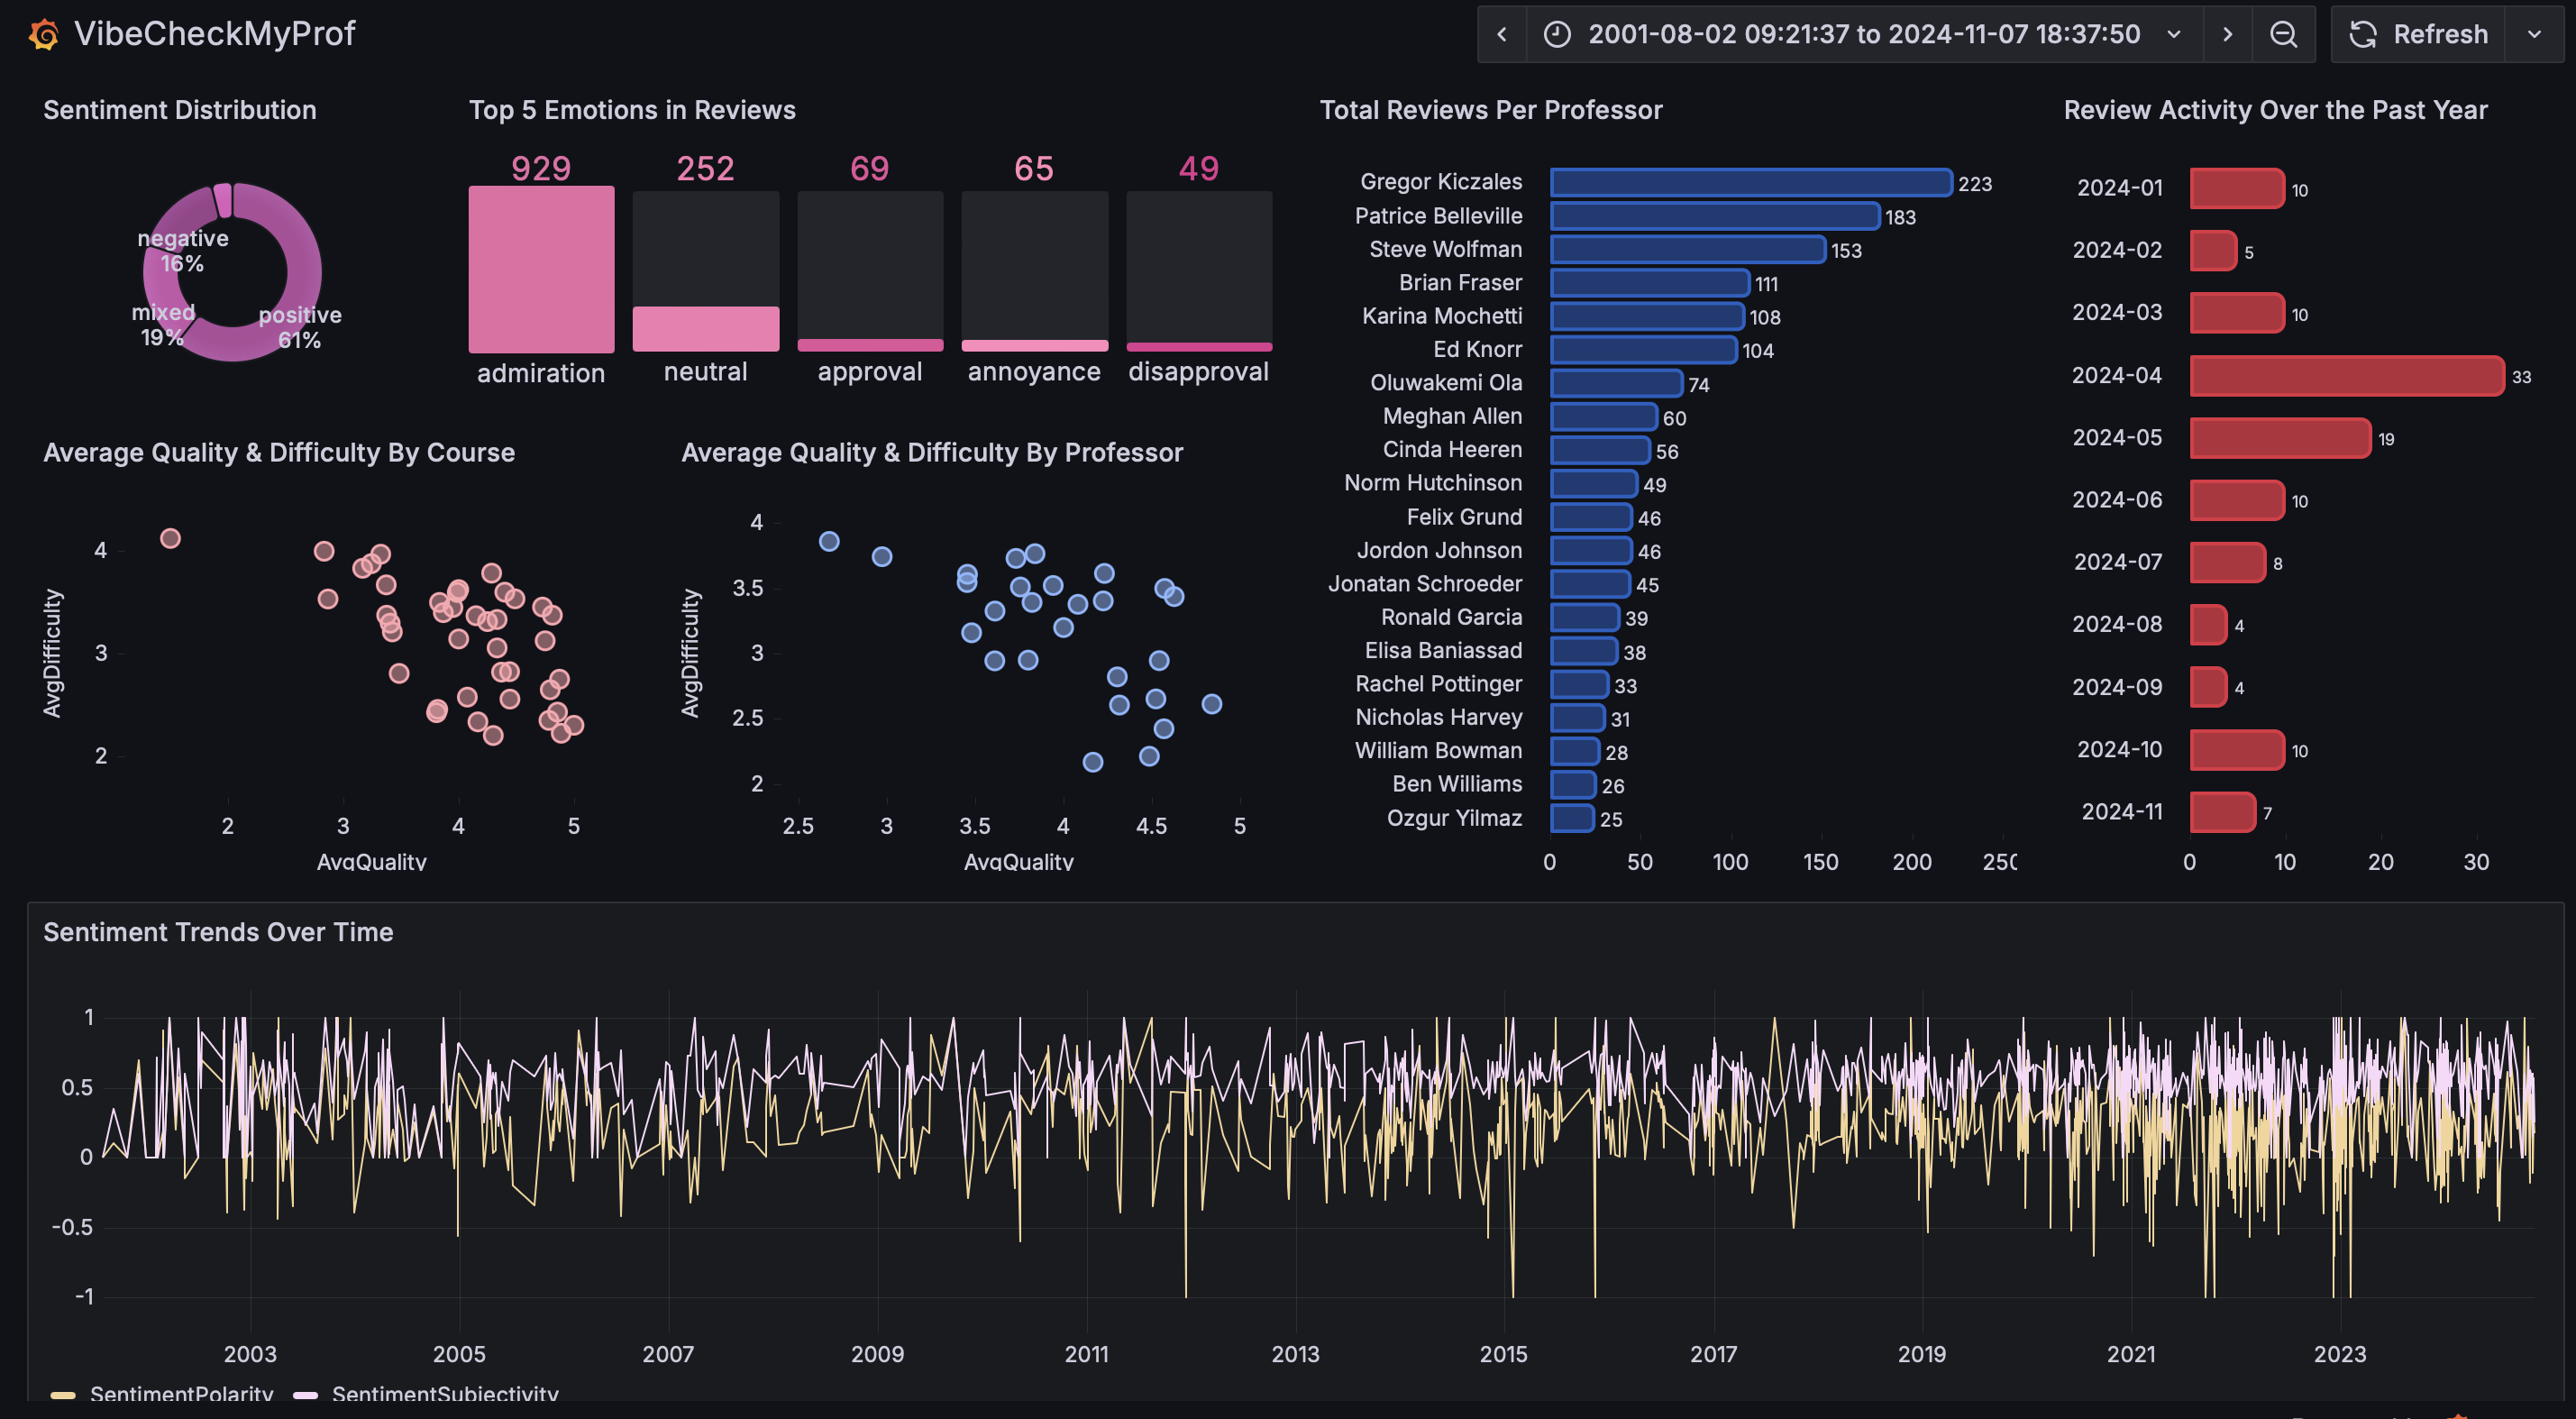 VibeCheckMyProf
2001-08-02 09:21:37 to 2024-11-07 18:37:50
Refresh
Sentiment Distribution
negative
16%
mixed
19%
positive
61%
Top 5 Emotions in Reviews
929
252
69
65
49
admiration
neutral
approval
annoyance
disapproval
Average Quality & Difficulty By Course
AvgDifficulty
4
3
2
2
3
4
5
AvgQuality
Average Quality & Difficulty By Professor
AvgDifficulty
4
3.5
3
2.5
2
2.5
3
3.5
4
4.5
5
AvgQuality
Total Reviews Per Professor
Gregor Kiczales 223
Patrice Belleville 183
Steve Wolfman 153
Brian Fraser 111
Karina Mochetti 108
Ed Knorr 104
Oluwakemi Ola 74
Meghan Allen 60
Cinda Heeren 56
Norm Hutchinson 49
Felix Grund 46
Jordon Johnson 46
Jonatan Schroeder 45
Ronald Garcia 39
Elisa Baniassad 38
Rachel Pottinger 33
Nicholas Harvey 31
William Bowman 28
Ben Williams 26
Ozgur Yilmaz 25
0 50 100 150 200 250
Review Activity Over the Past Year
2024-01 10
2024-02 5
2024-03 10
2024-04 33
2024-05 19
2024-06 10
2024-07 8
2024-08 4
2024-09 4
2024-10 10
2024-11 7
0 10 20 30
Sentiment Trends Over Time
1
0.5
0
-0.5
-1
2003 2005 2007 2009 2011 2013 2015 2017 2019 2021 2023
SentimentPolarity SentimentSubjectivity